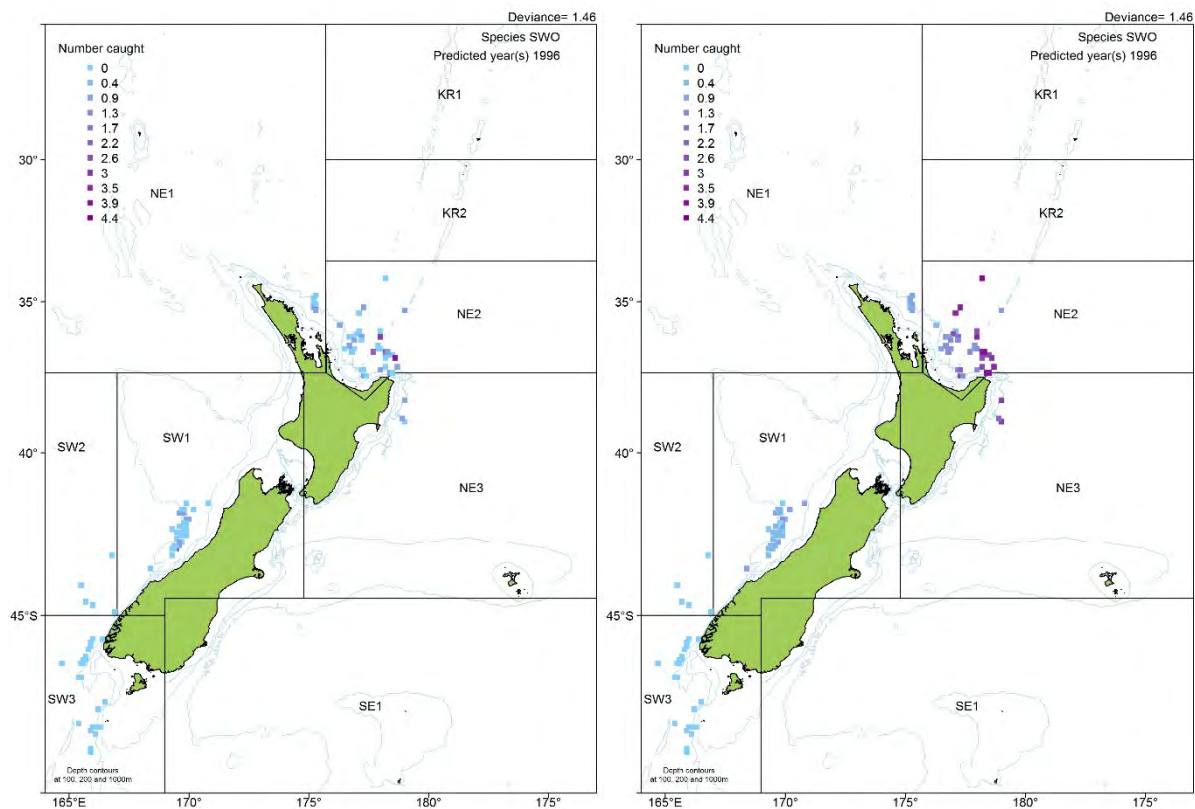 Deviance= 1.46
Species SWO
Predicted year(s) 1996
Number caught
0
0.4
0.9
1.3
1.7
2.2
2.6
3
3.5
3.9
4.4
KR1
30°
NE1
KR2
35°
NE2
SW2
SW1
40°
NE3
45°S
SW3
SE1
Depth contours
at 100, 200 and 1000m
165°E
170°
175°
180°
175°
Deviance= 1.46
Species SWO
Predicted year(s) 1996
Number caught
0
0.4
0.9
1.3
1.7
2.2
2.6
3
3.5
3.9
4.4
KR1
30°
NE1
KR2
35°
NE2
SW2
SW1
40°
NE3
45°S
SW3
SE1
Depth contours
at 100, 200 and 1000m
165°E
170°
175°
180°
175°